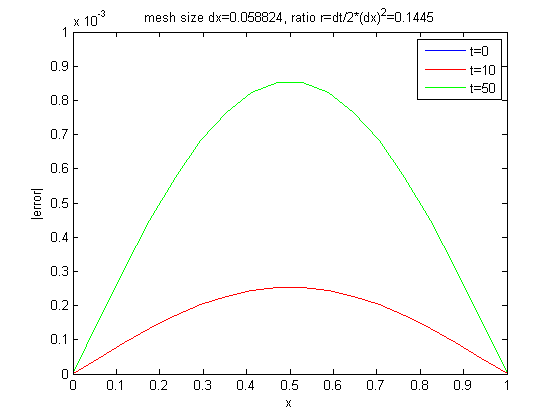 mesh size dx=0.058824, ratio r=dt/2*(dx)^2=0.1445
x 10^-3
t=0
t=10
t=50
1
0.9
0.8
0.7
0.6
0.5
0.4
0.3
0.2
0.1
0
|error|
0 0.1 0.2 0.3 0.4 0.5 0.6 0.7 0.8 0.9 1
x